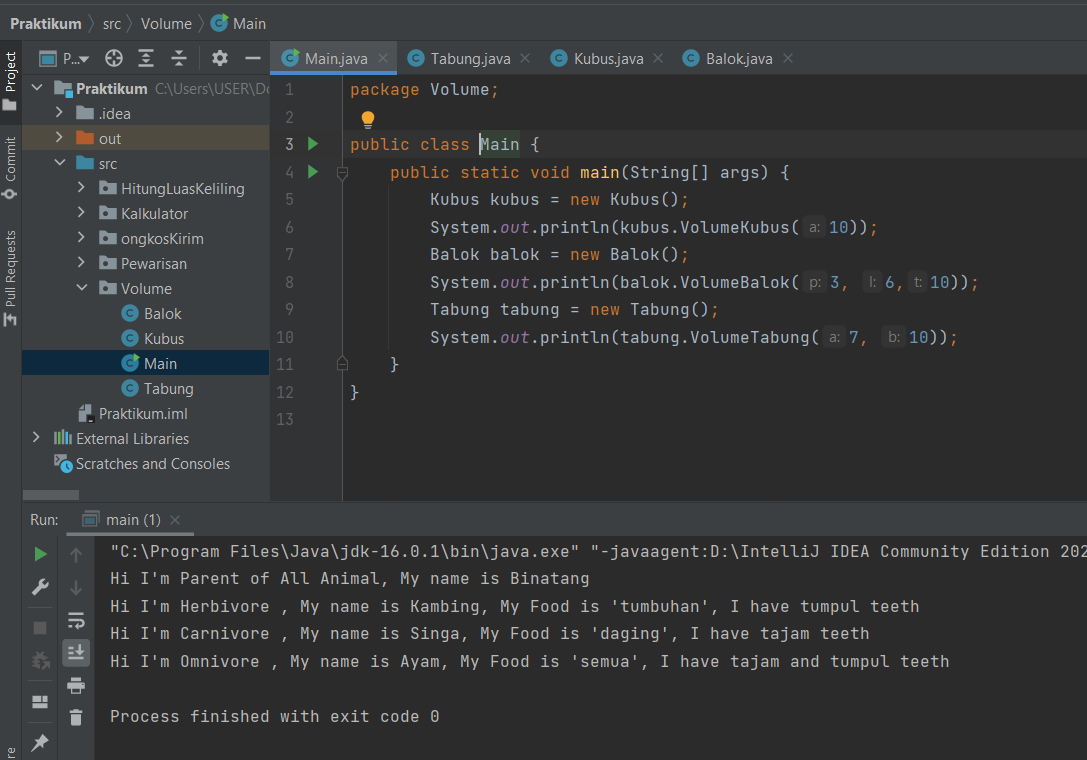 Praktikum src Volume Main
P... Main.java Tabung.java Kubus.java Balok.java
Project
Commit
Pull Requests
re
Praktikum C:\Users\USER\Do
.idea
out
src
HitungLuasKeliling
Kalkulator
ongkosKirim
Pewarisan
Volume
Balok
Kubus
Main
Tabung
Praktikum.iml
External Libraries
Scratches and Consoles
1 package Volume;
2
3 public class Main {
4 public static void main(String[] args) {
5 Kubus kubus = new Kubus();
6 System.out.println(kubus.VolumeKubus( a: 10));
7 Balok balok = new Balok();
8 System.out.println(balok.VolumeBalok( p: 3, l: 6, t: 10));
9 Tabung tabung = new Tabung();
10 System.out.println(tabung.VolumeTabung( a: 7, b: 10));
11 }
12 }
13
Run: main (1)
"C:\Program Files\Java\jdk-16.0.1\bin\java.exe" "-javaagent:D:\IntelliJ IDEA Community Edition 202
Hi I'm Parent of All Animal, My name is Binatang
Hi I'm Herbivore , My name is Kambing, My Food is 'tumbuhan', I have tumpul teeth
Hi I'm Carnivore , My name is Singa, My Food is 'daging', I have tajam teeth
Hi I'm Omnivore , My name is Ayam, My Food is 'semua', I have tajam and tumpul teeth
Process finished with exit code 0